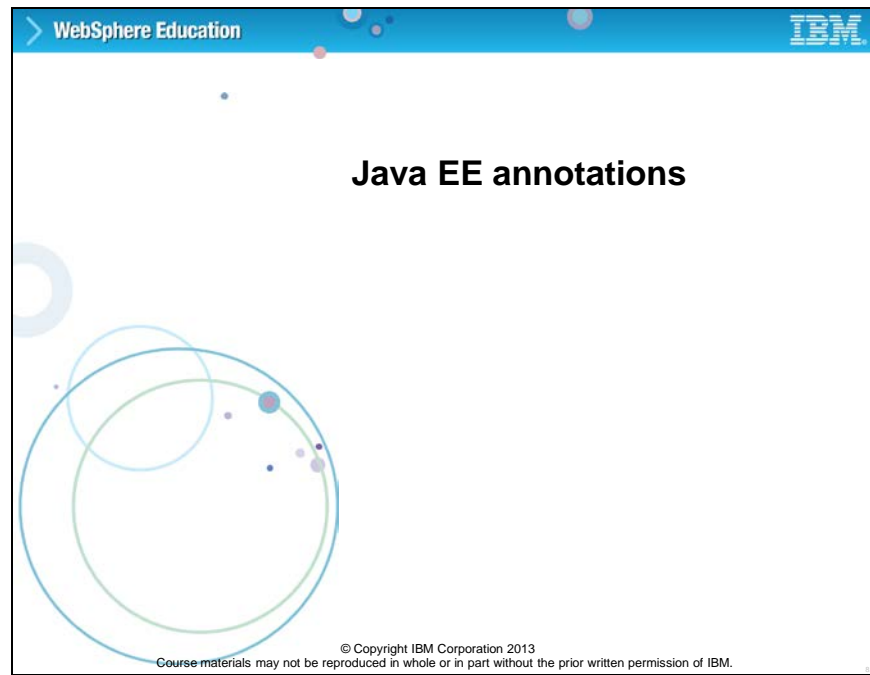 WebSphere Education
IBM®
Java EE annotations
© Copyright IBM Corporation 2013
Course materials may not be reproduced in whole or in part without the prior written permission of IBM.